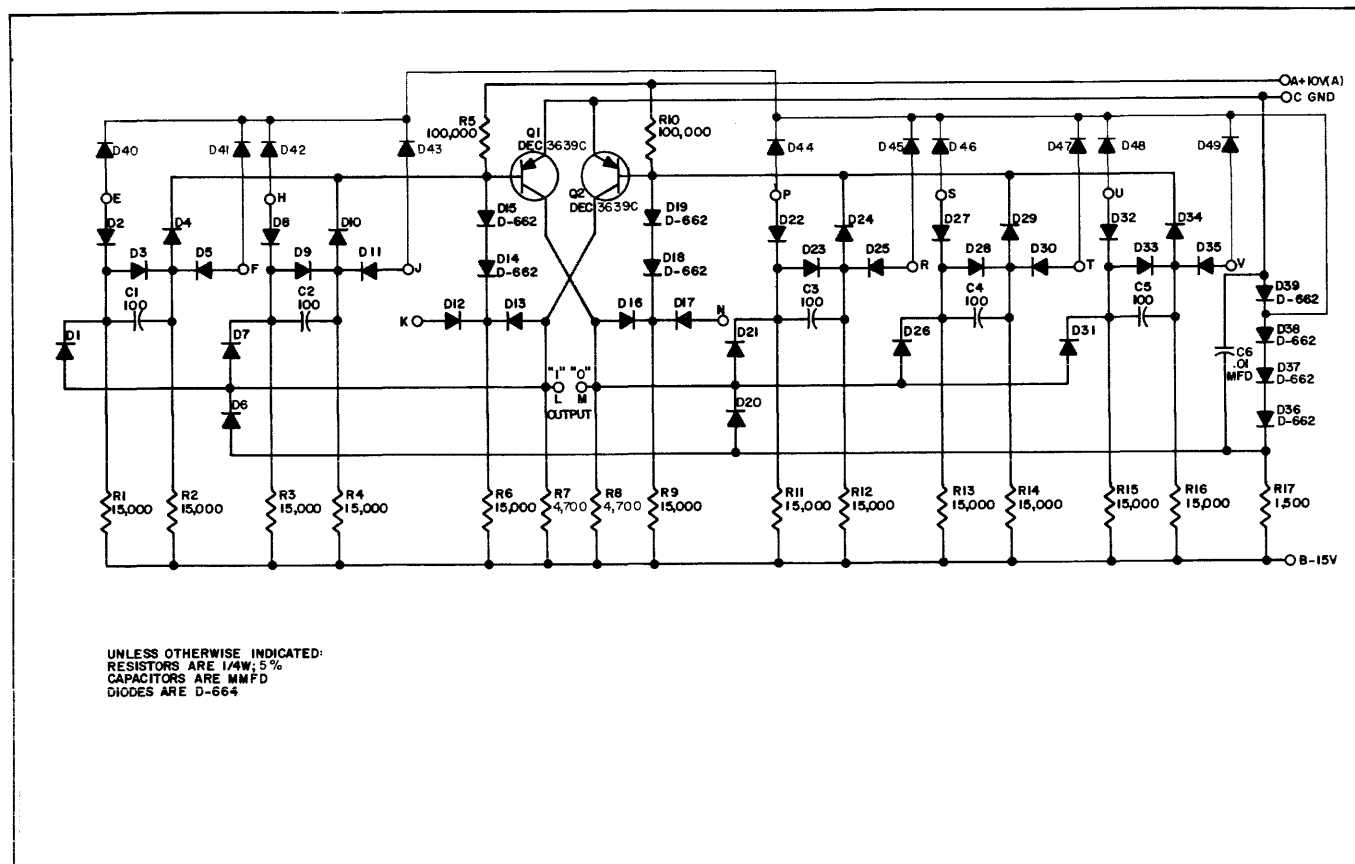 A+10V(A)
C GND
R5
100,000
Q1
DEC 3639C
R10
100,000
Q2
DEC 3639C
D40
D41
D42
D43
D44
D45
D46
D47
D48
D49
E
H
P
S
U
D2
D4
D8
D10
D15
D-662
D19
D-662
D22
D24
D27
D29
D32
D34
D3
D5
F
D9
D11
J
D14
D-662
D18
D-662
D23
D25
R
D28
D30
T
D33
D35
V
C1
100
C2
100
C3
100
C4
100
C5
100
D39
D-662
D38
D-662
D37
D-662
D36
D-662
C6
.01
MFD
D1
D7
K
D12
D13
D16
D17
N
D21
D26
D31
"1" "0"
L M
OUTPUT
D6
D20
R1
15,000
R2
15,000
R3
15,000
R4
15,000
R6
15,000
R7
4,700
R8
4,700
R9
15,000
R11
15,000
R12
15,000
R13
15,000
R14
15,000
R15
15,000
R16
15,000
R17
1,500
B-15V
UNLESS OTHERWISE INDICATED:
RESISTORS ARE 1/4W; 5%
CAPACITORS ARE MMFD
DIODES ARE D-664